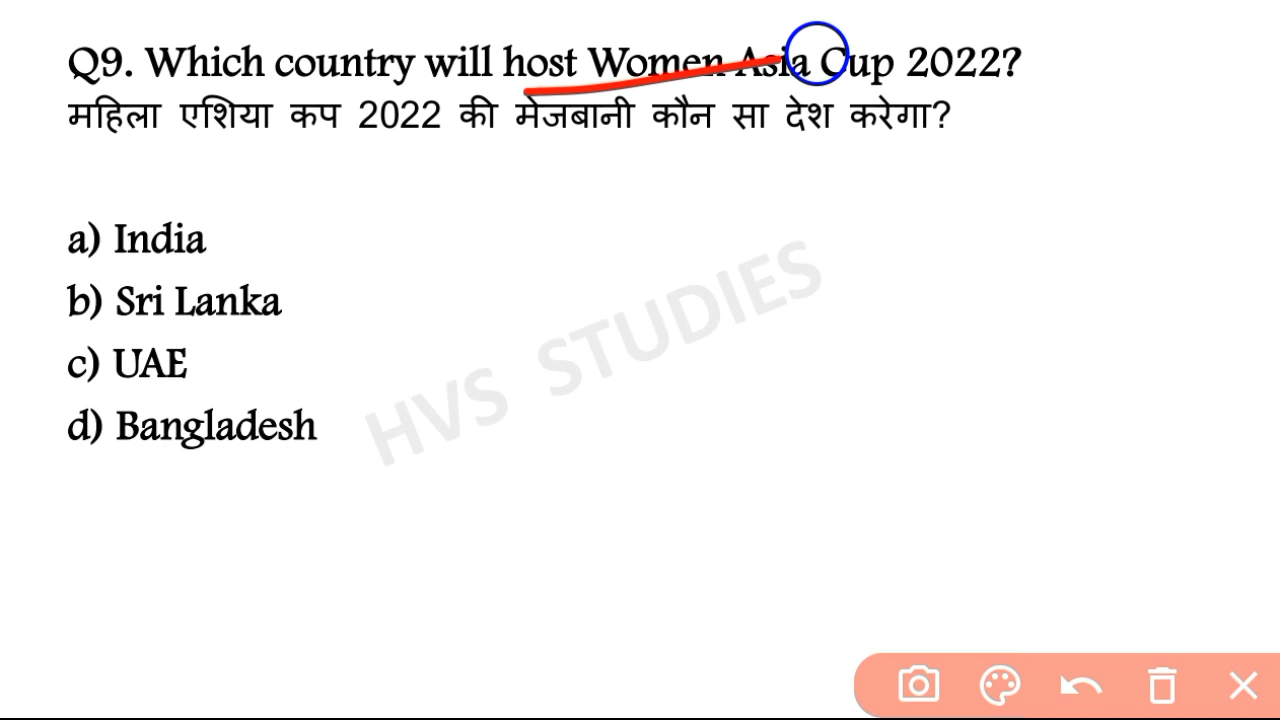 Q9. Which country will host Women Asia Cup 2022?
महिला एशिया कप 2022 की मेजबानी कौन सा देश करेगा?
a) India
b) Sri Lanka
c) UAE
d) Bangladesh
HVS STUDIES